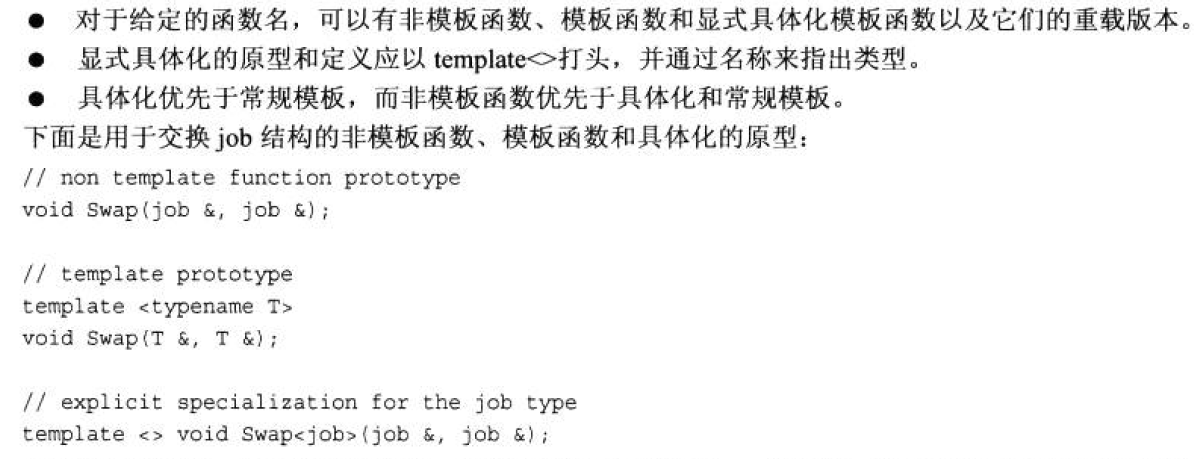 ● 对于给定的函数名，可以有非模板函数、模板函数和显式具体化模板函数以及它们的重载版本。
● 显式具体化的原型和定义应以 template<>打头，并通过名称来指出类型。
● 具体化优先于常规模板，而非模板函数优先于具体化和常规模板。
下面是用于交换 job 结构的非模板函数、模板函数和具体化的原型：
// non template function prototype
void Swap(job &, job &);
// template prototype
template <typename T>
void Swap(T &, T &);
// explicit specialization for the job type
template <> void Swap<job>(job &, job &);